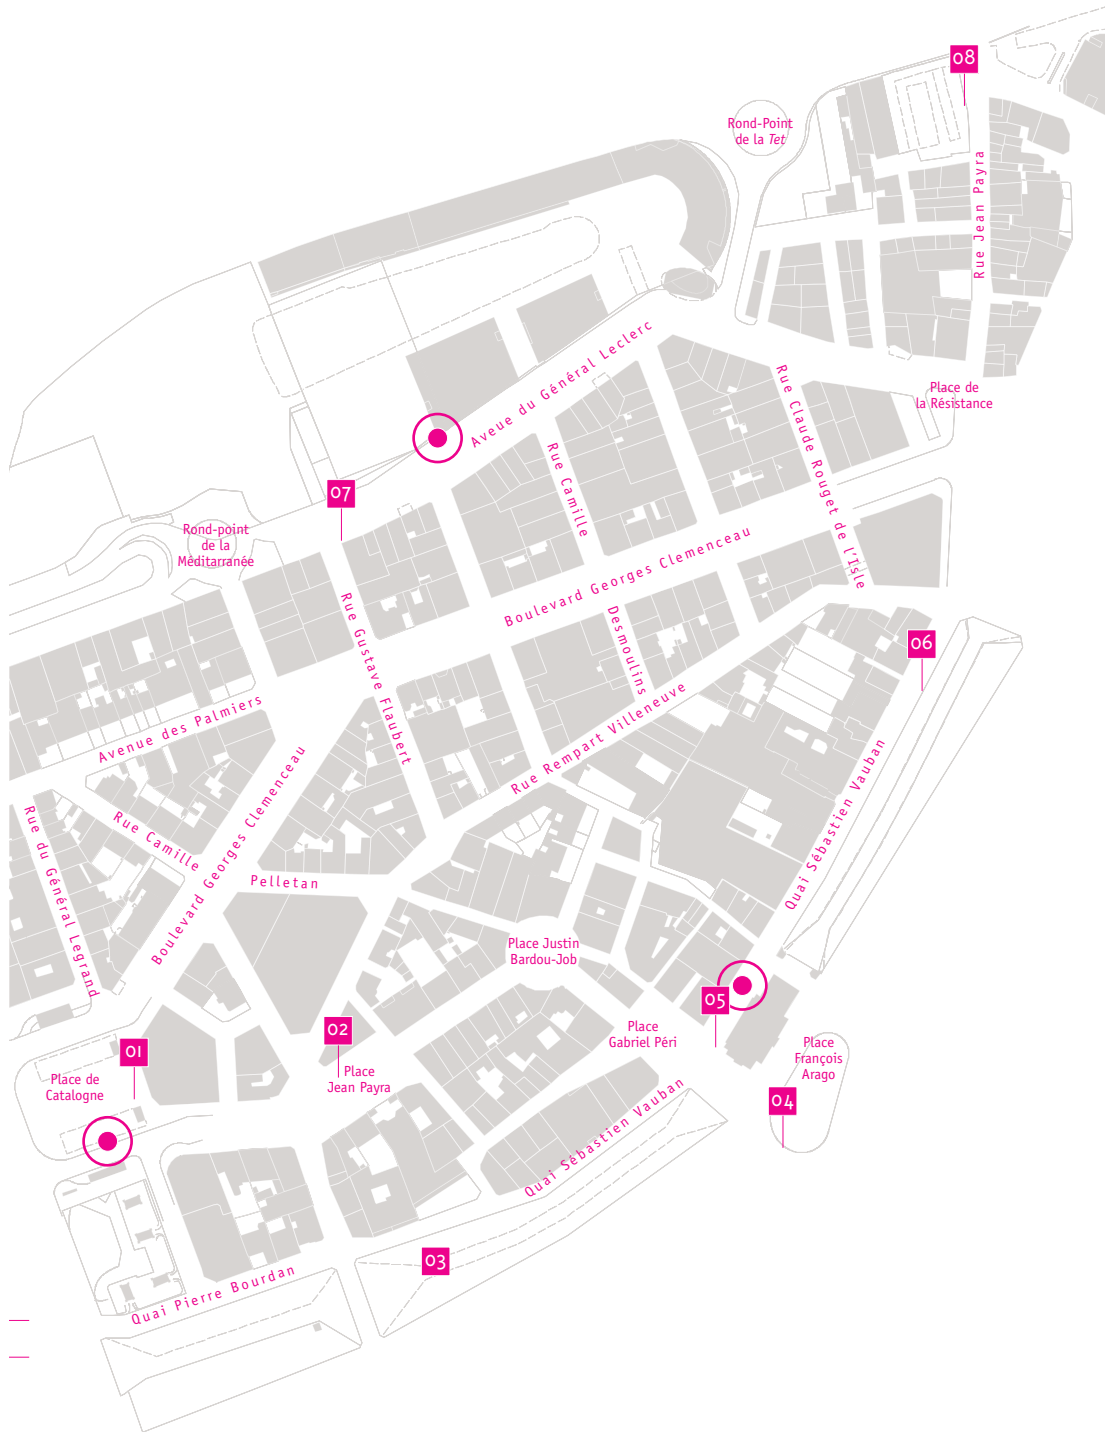 08
Rond-Point
de la Tet
Rue Jean Payra
Aveue du Général Leclerc
Rue Claude Rouget de l'Isle
Place de
la Résistance
Rue Camille
07
Rond-point
de la
Méditarranée
Boulevard Georges Clemenceau
Rue Gustave Flaubert
Desmoulins
06
Avenue des Palmiers
Rue Rempart Villeneuve
Quai Sébastien Vauban
Boulevard Georges Clemenceau
Rue du Général Legrand
Rue Camille
Pelletan
Place Justin
Bardou-Job
05
02
01
Place
Gabriel Péri
Place
François
Arago
Place
Jean Payra
Place de
Catalogne
04
Quai Sébastien Vauban
03
Quai Pierre Bourdan